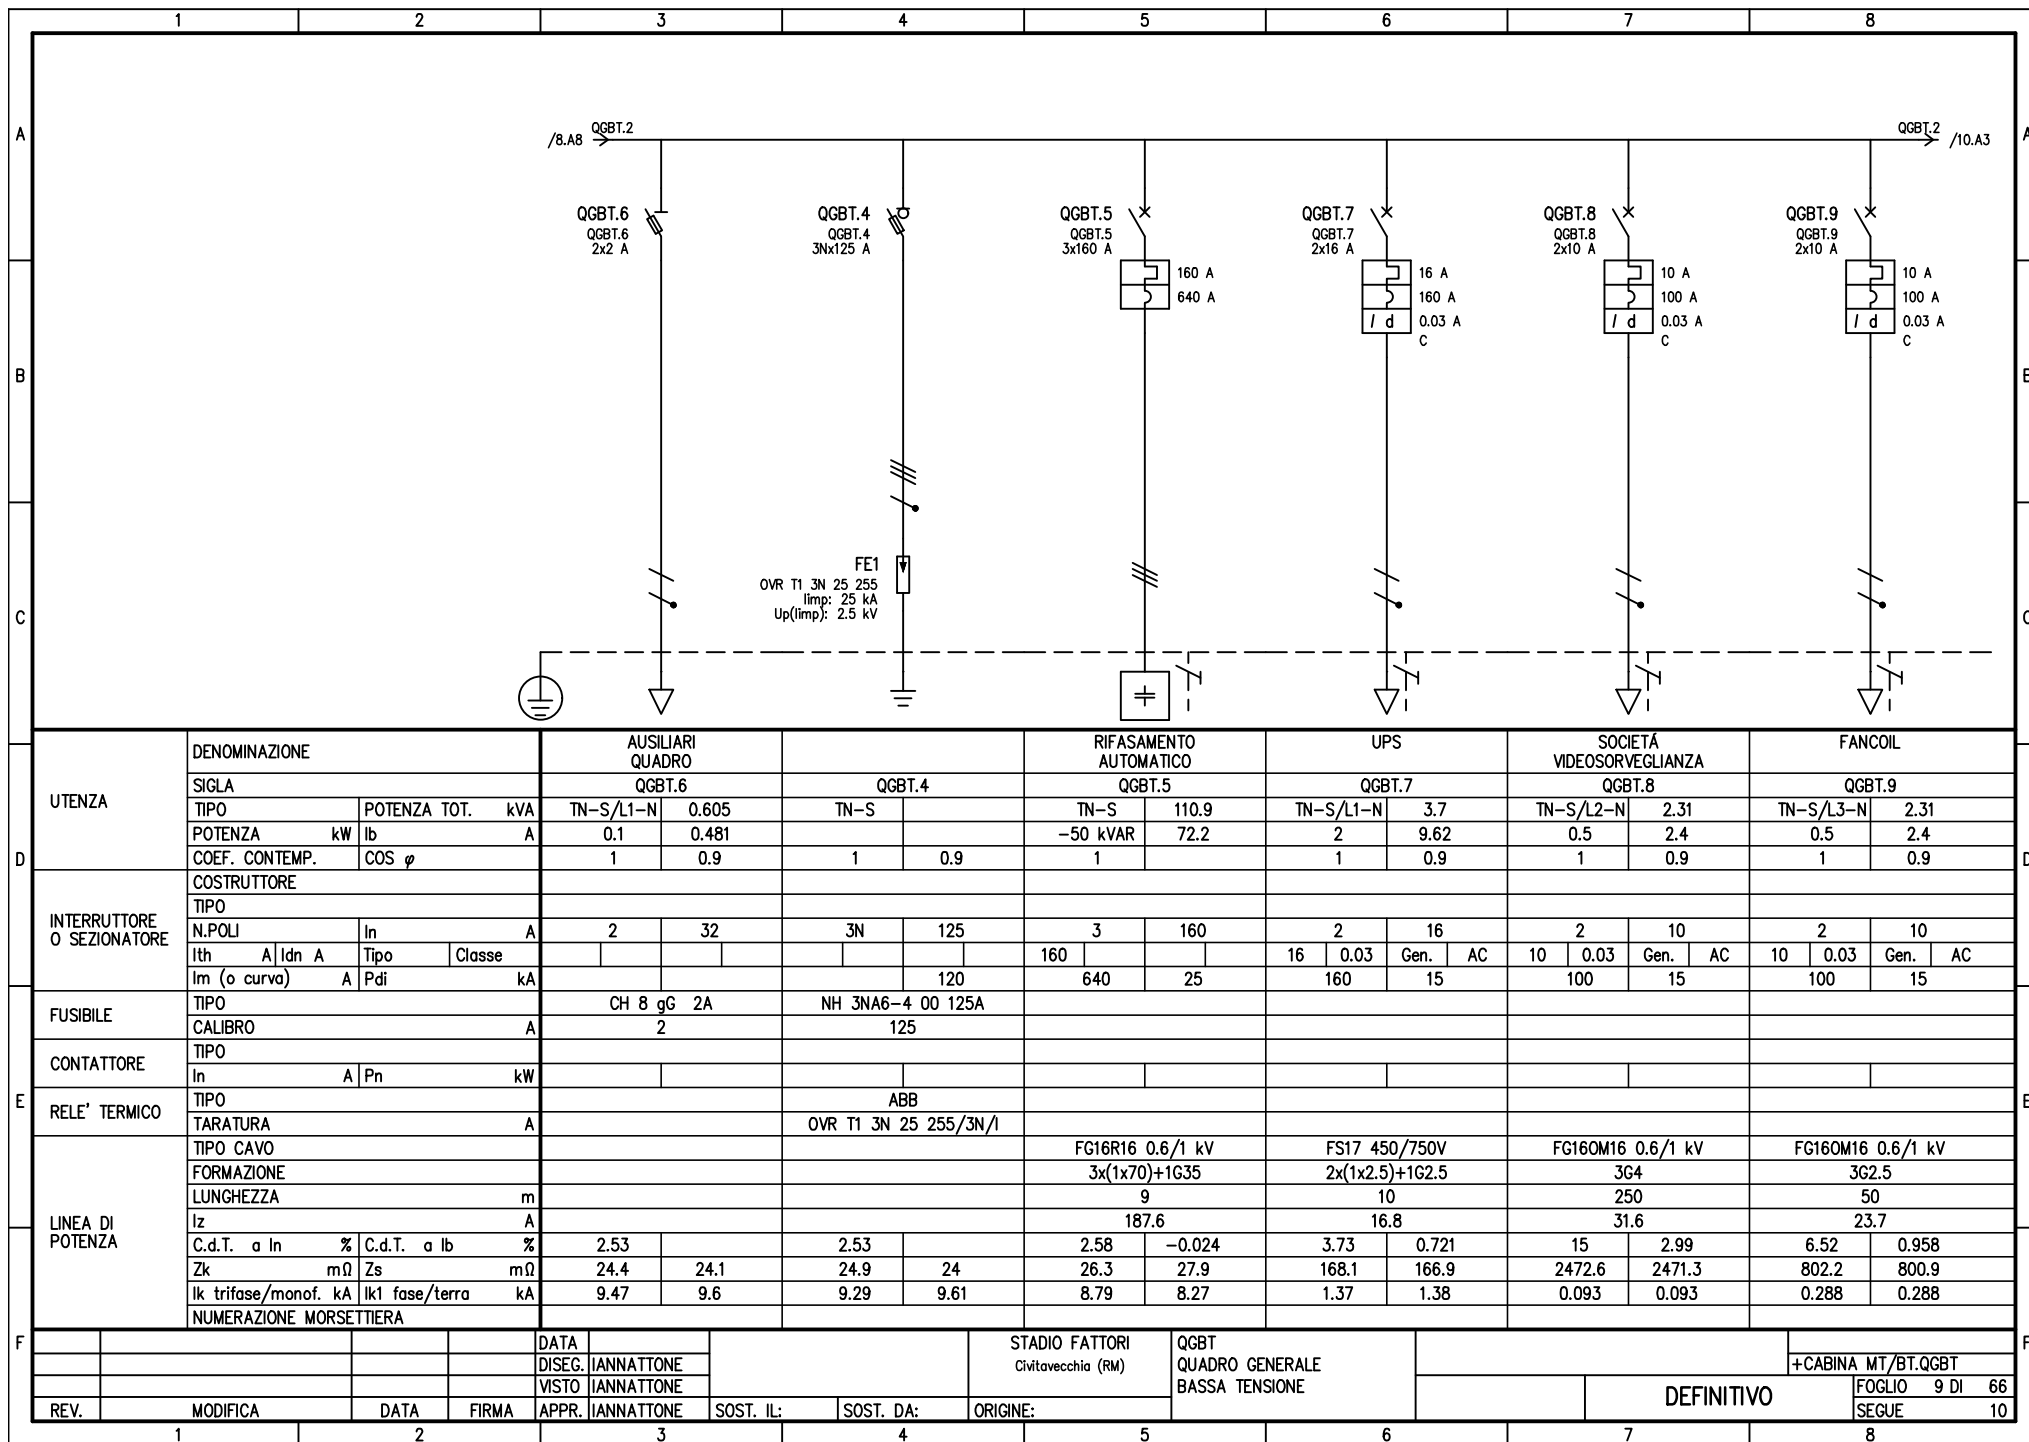 1 2 3 4 5 6 7 8
A
/8.A8 QGBT.2
QGBT.2 /10.A3
A
QGBT.6
QGBT.6
2x2 A
QGBT.4
QGBT.4
3Nx125 A
QGBT.5
QGBT.5
3x160 A
160 A
640 A
QGBT.7
QGBT.7
2x16 A
16 A
160 A
I d 0.03 A
C
QGBT.8
QGBT.8
2x10 A
10 A
100 A
I d 0.03 A
C
QGBT.9
QGBT.9
2x10 A
10 A
100 A
I d 0.03 A
C
B
FE1
OVR T1 3N 25 255
Iimp: 25 kA
Up(Iimp): 2.5 kV
C
UTENZA
DENOMINAZIONE AUSILIARI QUADRO RIFASAMENTO AUTOMATICO UPS SOCIETÁ VIDEOSORVEGLIANZA FANCOIL
SIGLA QGBT.6 QGBT.4 QGBT.5 QGBT.7 QGBT.8 QGBT.9
TIPO POTENZA TOT. kVA TN-S/L1-N 0.605 TN-S TN-S 110.9 TN-S/L1-N 3.7 TN-S/L2-N 2.31 TN-S/L3-N 2.31
POTENZA kW Ib A 0.1 0.481 -50 kVAR 72.2 2 9.62 0.5 2.4 0.5 2.4
D COEF. CONTEMP. COS φ 1 0.9 1 0.9 1 1 0.9 1 0.9 1 0.9
INTERRUTTORE O SEZIONATORE
COSTRUTTORE
TIPO
N.POLI In A 2 32 3N 125 3 160 2 16 2 10 2 10
Ith A Idn A Tipo Classe 160 16 0.03 Gen. AC 10 0.03 Gen. AC 10 0.03 Gen. AC
Im (o curva) A Pdi kA 120 640 25 160 15 100 15 100 15
FUSIBILE
TIPO CH 8 gG 2A NH 3NA6-4 00 125A
CALIBRO A 2 125
CONTATTORE
TIPO
In A Pn kW
E
RELE' TERMICO
TIPO ABB
TARATURA A OVR T1 3N 25 255/3N/I
LINEA DI POTENZA
TIPO CAVO FG16R16 0.6/1 kV FS17 450/750V FG16OM16 0.6/1 kV FG16OM16 0.6/1 kV
FORMAZIONE 3x(1x70)+1G35 2x(1x2.5)+1G2.5 3G4 3G2.5
LUNGHEZZA m 9 10 250 50
Iz A 187.6 16.8 31.6 23.7
C.d.T. a In % C.d.T. a Ib % 2.53 2.53 2.58 -0.024 3.73 0.721 15 2.99 6.52 0.958
Zk mΩ Zs mΩ 24.4 24.1 24.9 24 26.3 27.9 168.1 166.9 2472.6 2471.3 802.2 800.9
Ik trifase/monof. kA Ik1 fase/terra kA 9.47 9.6 9.29 9.61 8.79 8.27 1.37 1.38 0.093 0.093 0.288 0.288
NUMERAZIONE MORSETTIERA
F
DATA STADIO FATTORI QGBT
DISEG. IANNATTONE Civitavecchia (RM) QUADRO GENERALE +CABINA MT/BT.QGBT
VISTO IANNATTONE BASSA TENSIONE DEFINITIVO FOGLIO 9 DI 66
REV. MODIFICA DATA FIRMA APPR. IANNATTONE SOST. IL: SOST. DA: ORIGINE: SEGUE 10
1 2 3 4 5 6 7 8